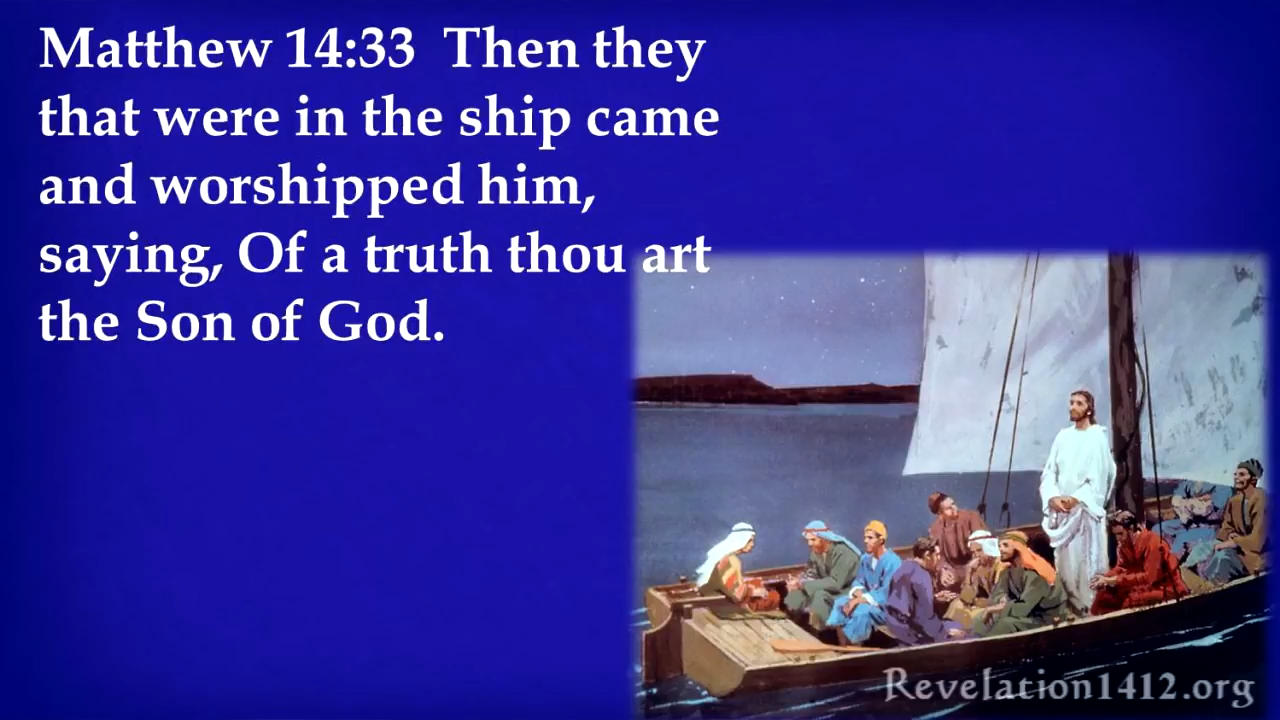 Matthew 14:33  Then they
that were in the ship came
and worshipped him,
saying, Of a truth thou art
the Son of God.
Revelation1412.org